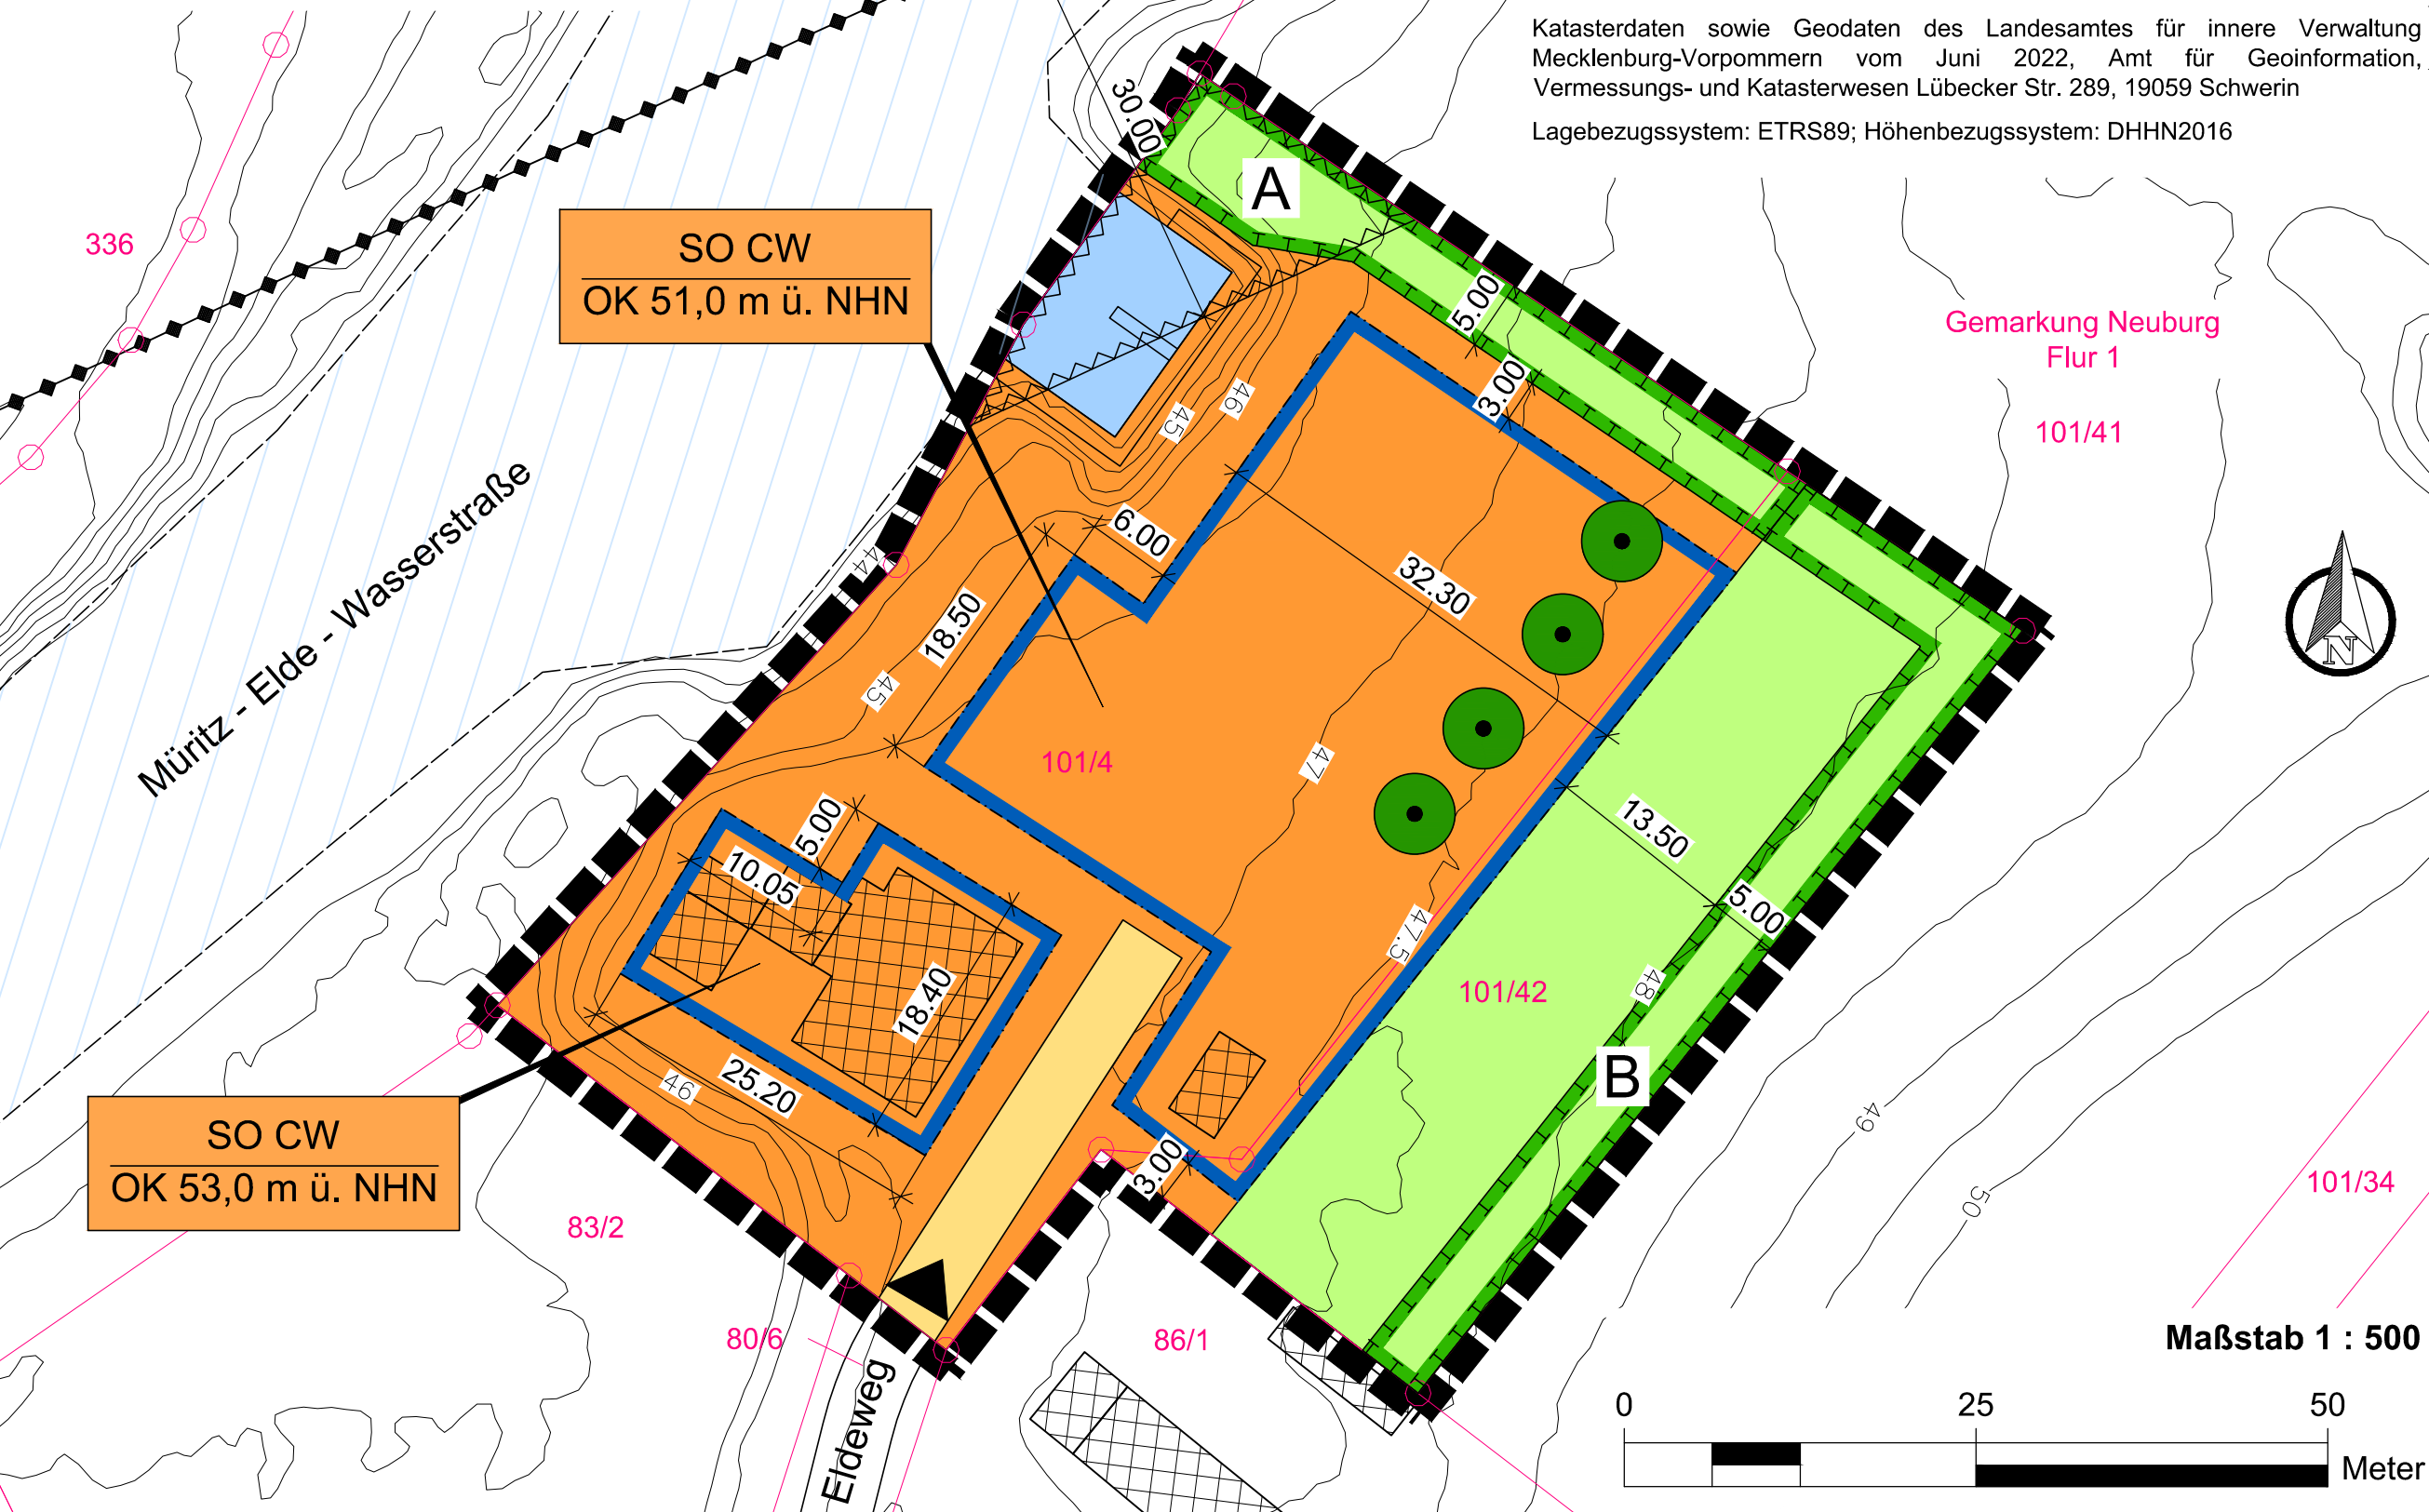 Katasterdaten sowie Geodaten des Landesamtes für innere Verwaltung
Mecklenburg-Vorpommern vom Juni 2022, Amt für Geoinformation,
Vermessungs- und Katasterwesen Lübecker Str. 289, 19059 Schwerin
Lagebezugssystem: ETRS89; Höhenbezugssystem: DHHN2016
30.00
A
336
SO CW
OK 51,0 m ü. NHN
5.00
Gemarkung Neuburg
Flur 1
101/41
3.00
46
45
6.00
44
32.30
18.50
Müritz - Elde - Wasserstraße
45
N
101/4
47
5.00
10.05
13.50
5.00
47.5
18.40
101/42
48
B
46
25.20
49
SO CW
OK 53,0 m ü. NHN
3.00
101/34
50
83/2
80/6
86/1
Eldeweg
Maßstab 1 : 500
0 25 50
Meter